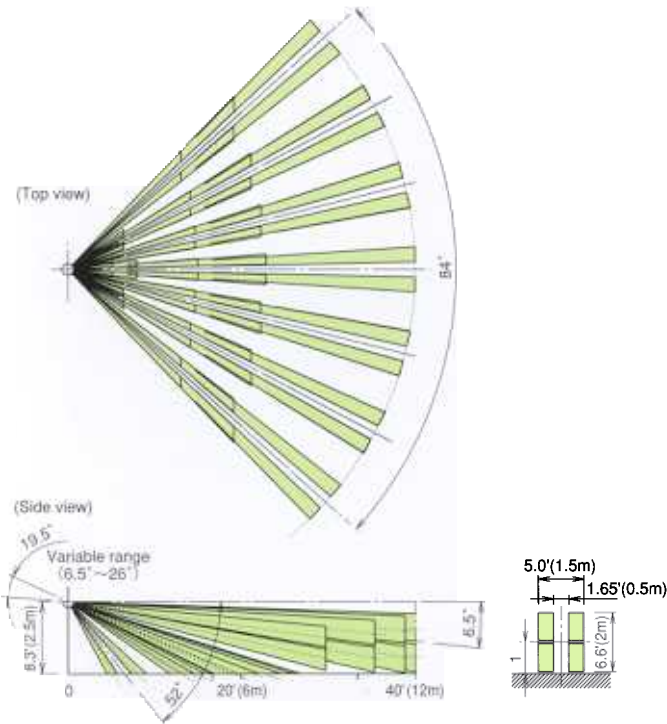 (Top view)
84°
(Side view)
19.5°
Variable range
(6.5°~26°)
8.3'(2.5m)
6.5°
52°
0
20'(6m)
40'(12m)
5.0'(1.5m)
1.65'(0.5m)
6.6'(2m)
1